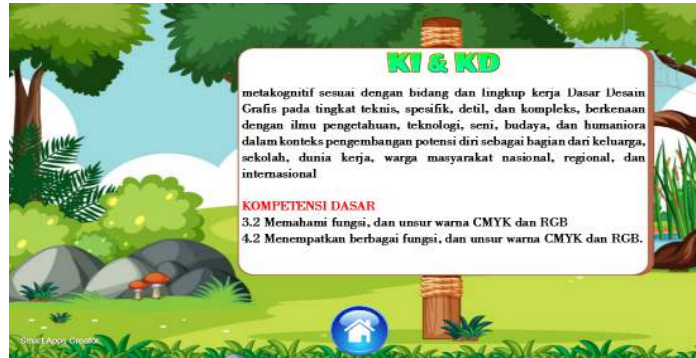 KI & KD
metakognitif sesuai dengan bidang dan lingkup kerja Dasar Desain
Grafis pada tingkat teknis, spesifik, detil, dan kompleks, berkenaan
dengan ilmu pengetahuan, teknologi, seni, budaya, dan humaniora
dalam konteks pengembangan potensi diri sebagai bagian dari keluarga,
sekolah, dunia kerja, warga masyarakat nasional, regional, dan
internasional
KOMPETENSI DASAR
3.2 Memahami fungsi, dan unsur warna CMYK dan RGB
4.2 Menempatkan berbagai fungsi, dan unsur warna CMYK dan RGB.
Smart Apps Creator